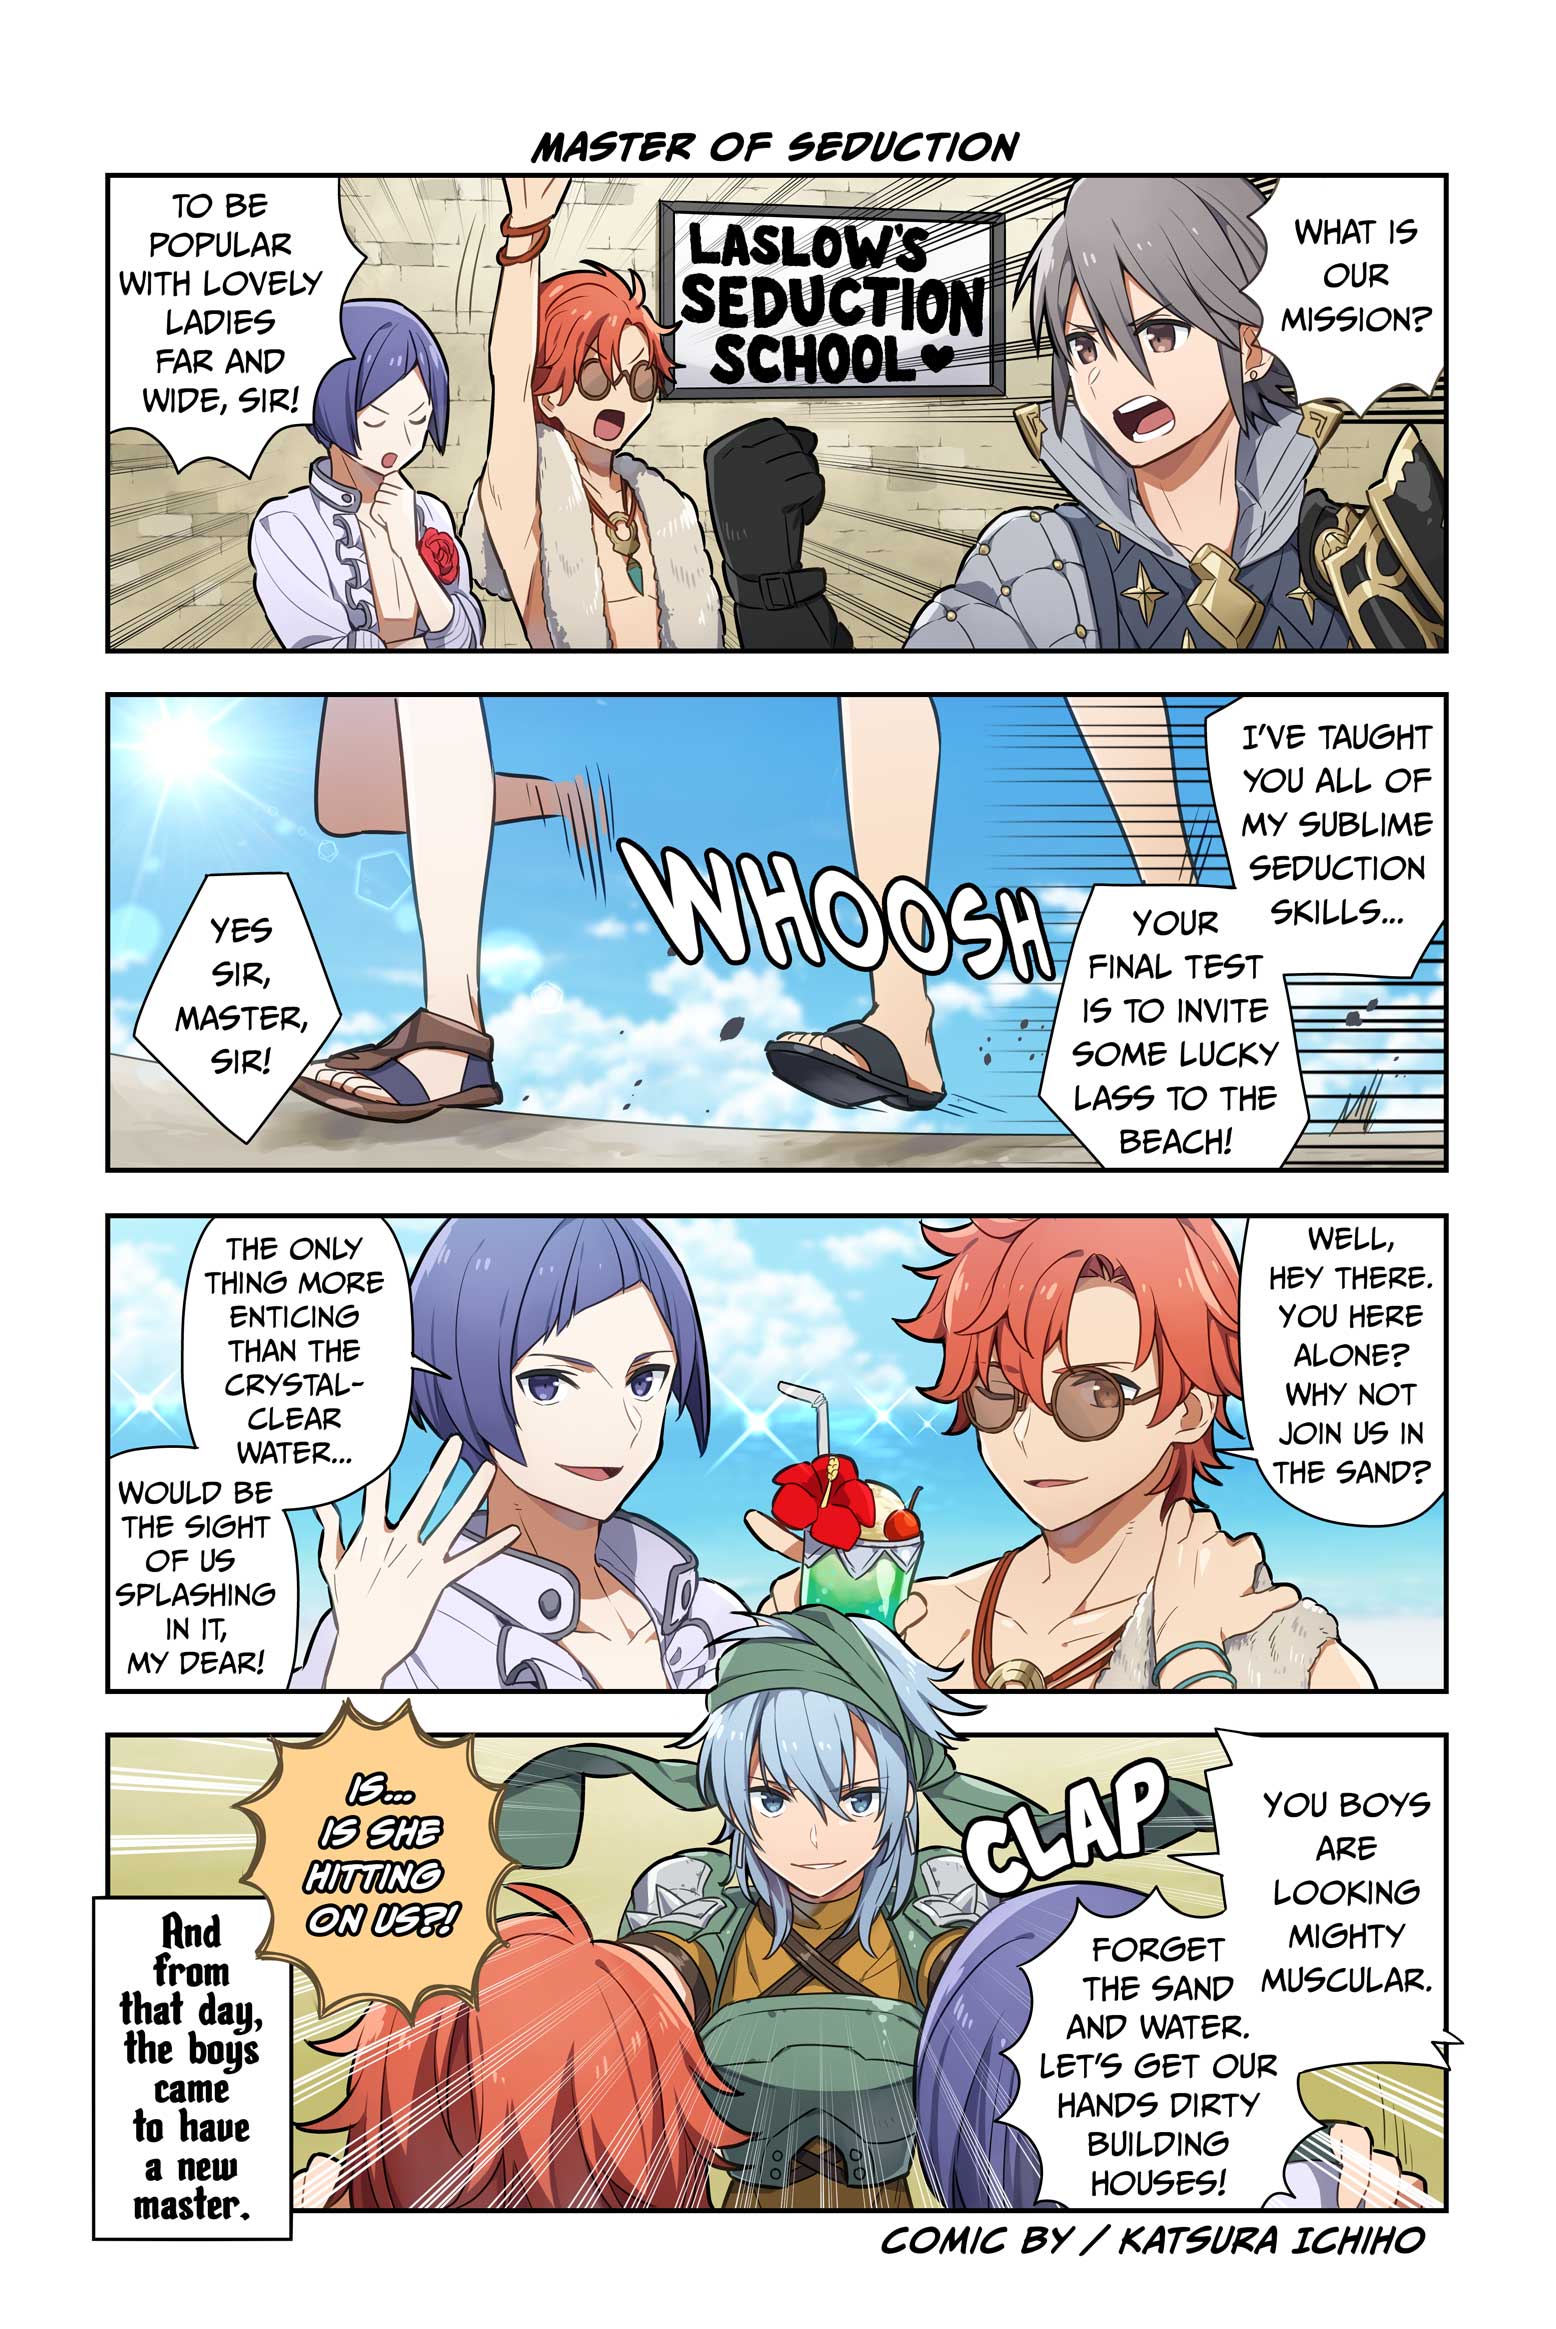 MASTER OF SEDUCTION
WHAT IS
OUR
MISSION?
LASLOW'S
SEDUCTION
SCHOOL ♥
TO BE
POPULAR
WITH LOVELY
LADIES
FAR AND
WIDE, SIR!
I'VE TAUGHT
YOU ALL OF
MY SUBLIME
SEDUCTION
SKILLS...
YOUR
FINAL TEST
IS TO INVITE
SOME LUCKY
LASS TO THE
BEACH!
WHOOSH
YES
SIR,
MASTER,
SIR!
WELL,
HEY THERE.
YOU HERE
ALONE?
WHY NOT
JOIN US IN
THE SAND?
THE ONLY
THING MORE
ENTICING
THAN THE
CRYSTAL-
CLEAR
WATER...
WOULD BE
THE SIGHT
OF US
SPLASHING
IN IT,
MY DEAR!
YOU BOYS
ARE
LOOKING
MIGHTY
MUSCULAR.
CLAP
FORGET
THE SAND
AND WATER.
LET'S GET OUR
HANDS DIRTY
BUILDING
HOUSES!
IS...
IS SHE
HITTING
ON US?!
And
from
that day,
the boys
came
to have
a new
master.
COMIC BY / KATSURA ICHIHO